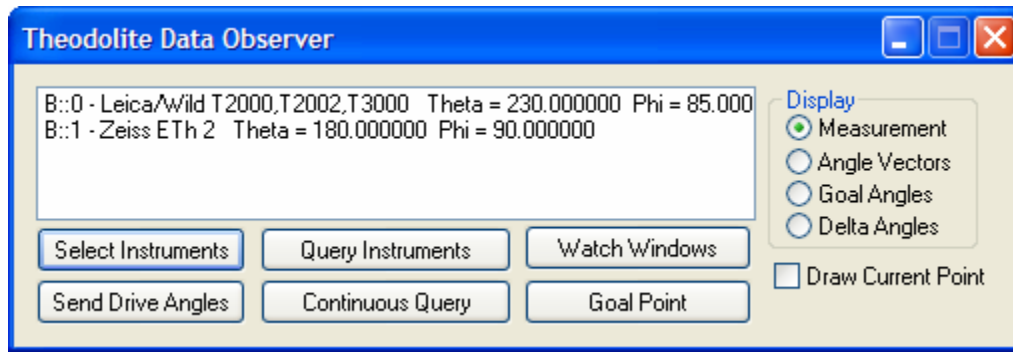 Theodolite Data Observer
B::0 - Leica/Wild T2000,T2002,T3000 Theta = 230.000000 Phi = 85.000
B::1 - Zeiss ETh 2 Theta = 180.000000 Phi = 90.000000
Display
Measurement
Angle Vectors
Goal Angles
Delta Angles
Select Instruments Query Instruments Watch Windows
Draw Current Point
Send Drive Angles Continuous Query Goal Point